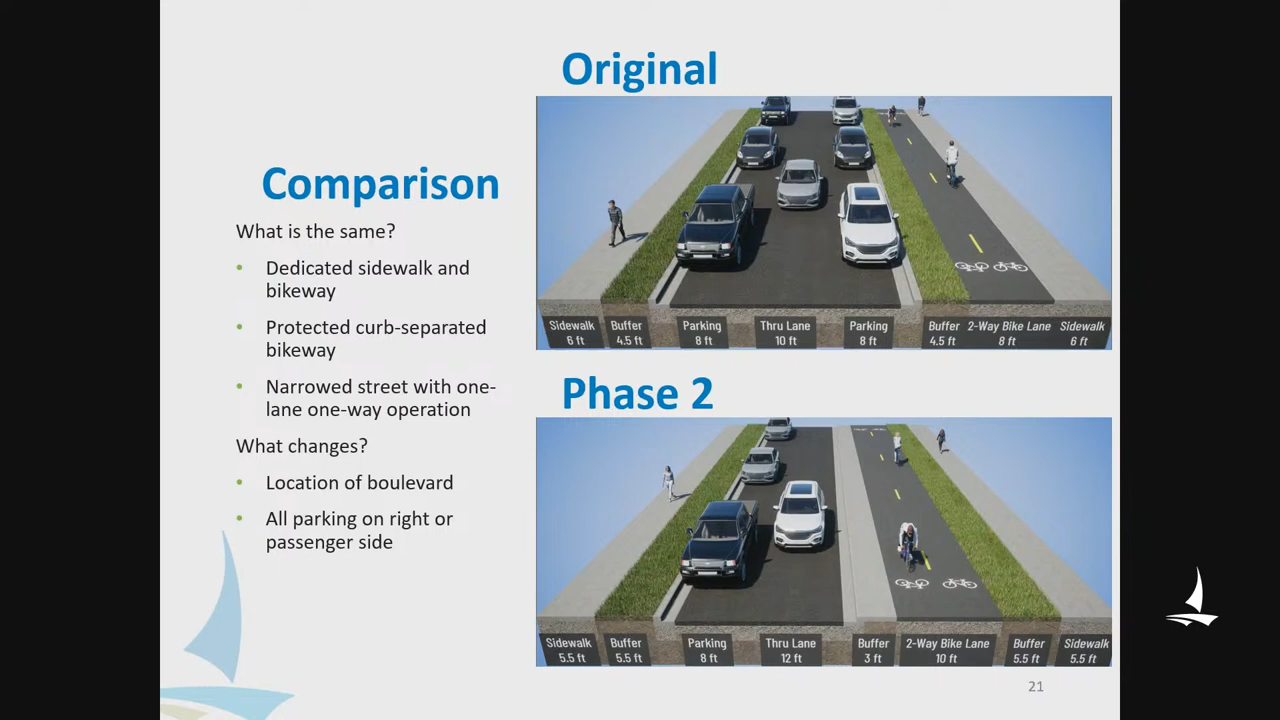 Comparison
What is the same?
• Dedicated sidewalk and
bikeway
• Protected curb-separated
bikeway
• Narrowed street with one-
lane one-way operation
What changes?
• Location of boulevard
• All parking on right or
passenger side
Original
Sidewalk Buffer Parking Thru Lane Parking Buffer 2-Way Bike Lane Sidewalk
6 ft 4.5 ft 8 ft 10 ft 8 ft 4.5 ft 8 ft 6 ft
Phase 2
Sidewalk Buffer Parking Thru Lane Buffer 2-Way Bike Lane Buffer Sidewalk
5.5 ft 5.5 ft 8 ft 12 ft 3 ft 10 ft 5.5 ft 5.5 ft
21